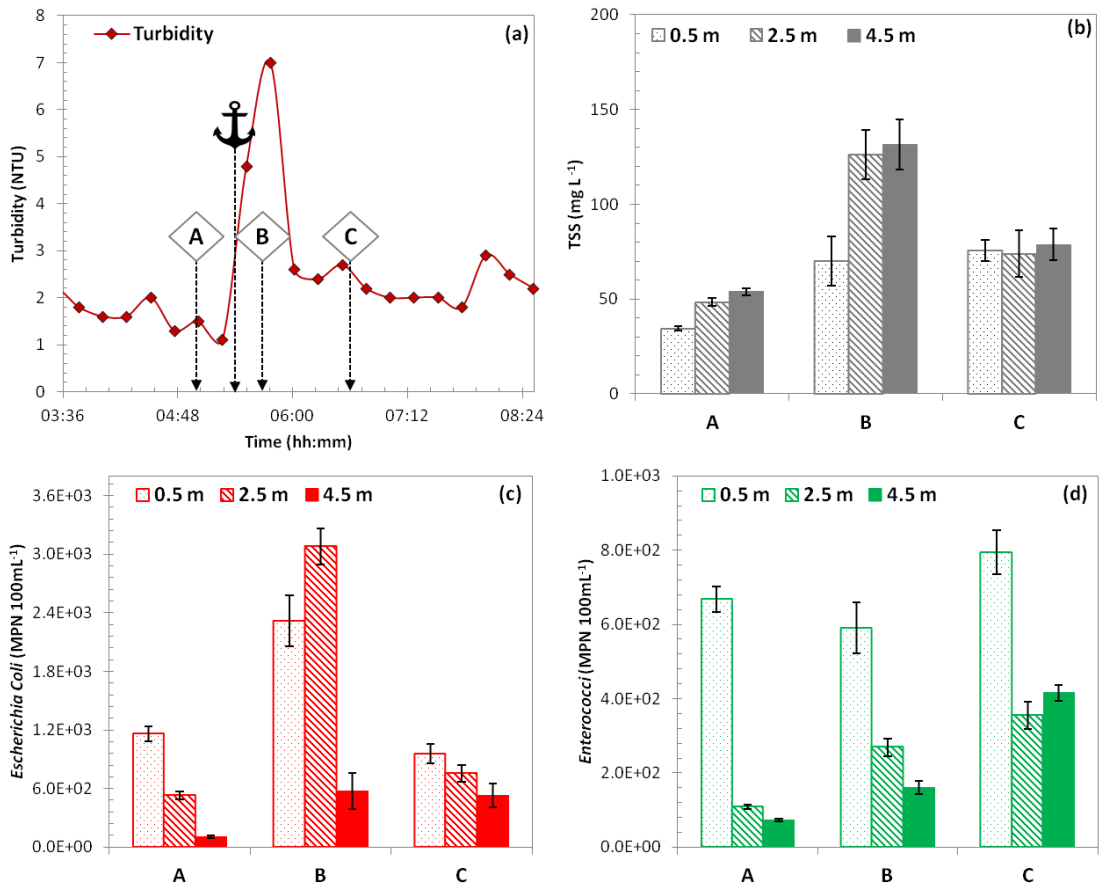 Turbidity
(a)
8
7
6
5
4
3
2
1
0
Turbidity (NTU)
A
B
C
03:36
04:48
06:00
07:12
08:24
Time (hh:mm)
0.5 m
2.5 m
4.5 m
(b)
200
150
100
50
0
TSS (mg L⁻¹)
A
B
C
0.5 m
2.5 m
4.5 m
(c)
3.6E+03
3.0E+03
2.4E+03
1.8E+03
1.2E+03
6.0E+02
0.0E+00
Escherichia Coli (MPN 100mL⁻¹)
A
B
C
0.5 m
2.5 m
4.5 m
(d)
1.0E+03
8.0E+02
6.0E+02
4.0E+02
2.0E+02
0.0E+00
Enterococci (MPN 100mL⁻¹)
A
B
C